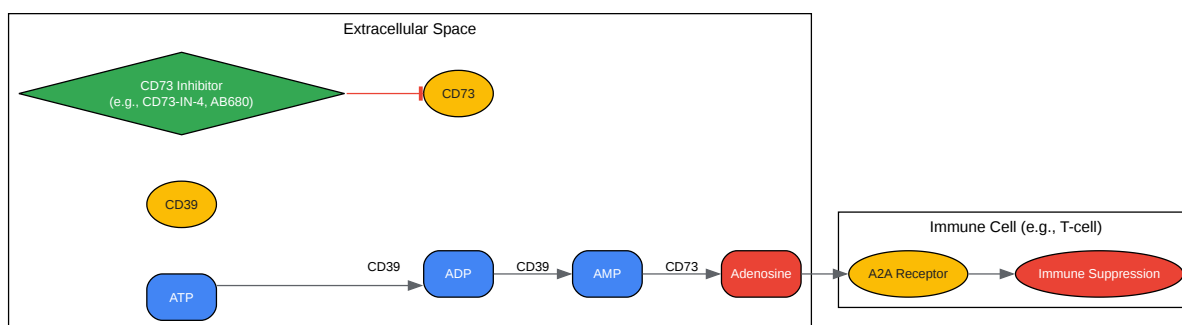 Extracellular Space
CD73 Inhibitor
(e.g., CD73-IN-4, AB680)
CD73
CD39
Immune Cell (e.g., T-cell)
ATP
CD39
ADP
CD39
AMP
CD73
Adenosine
A2A Receptor
Immune Suppression